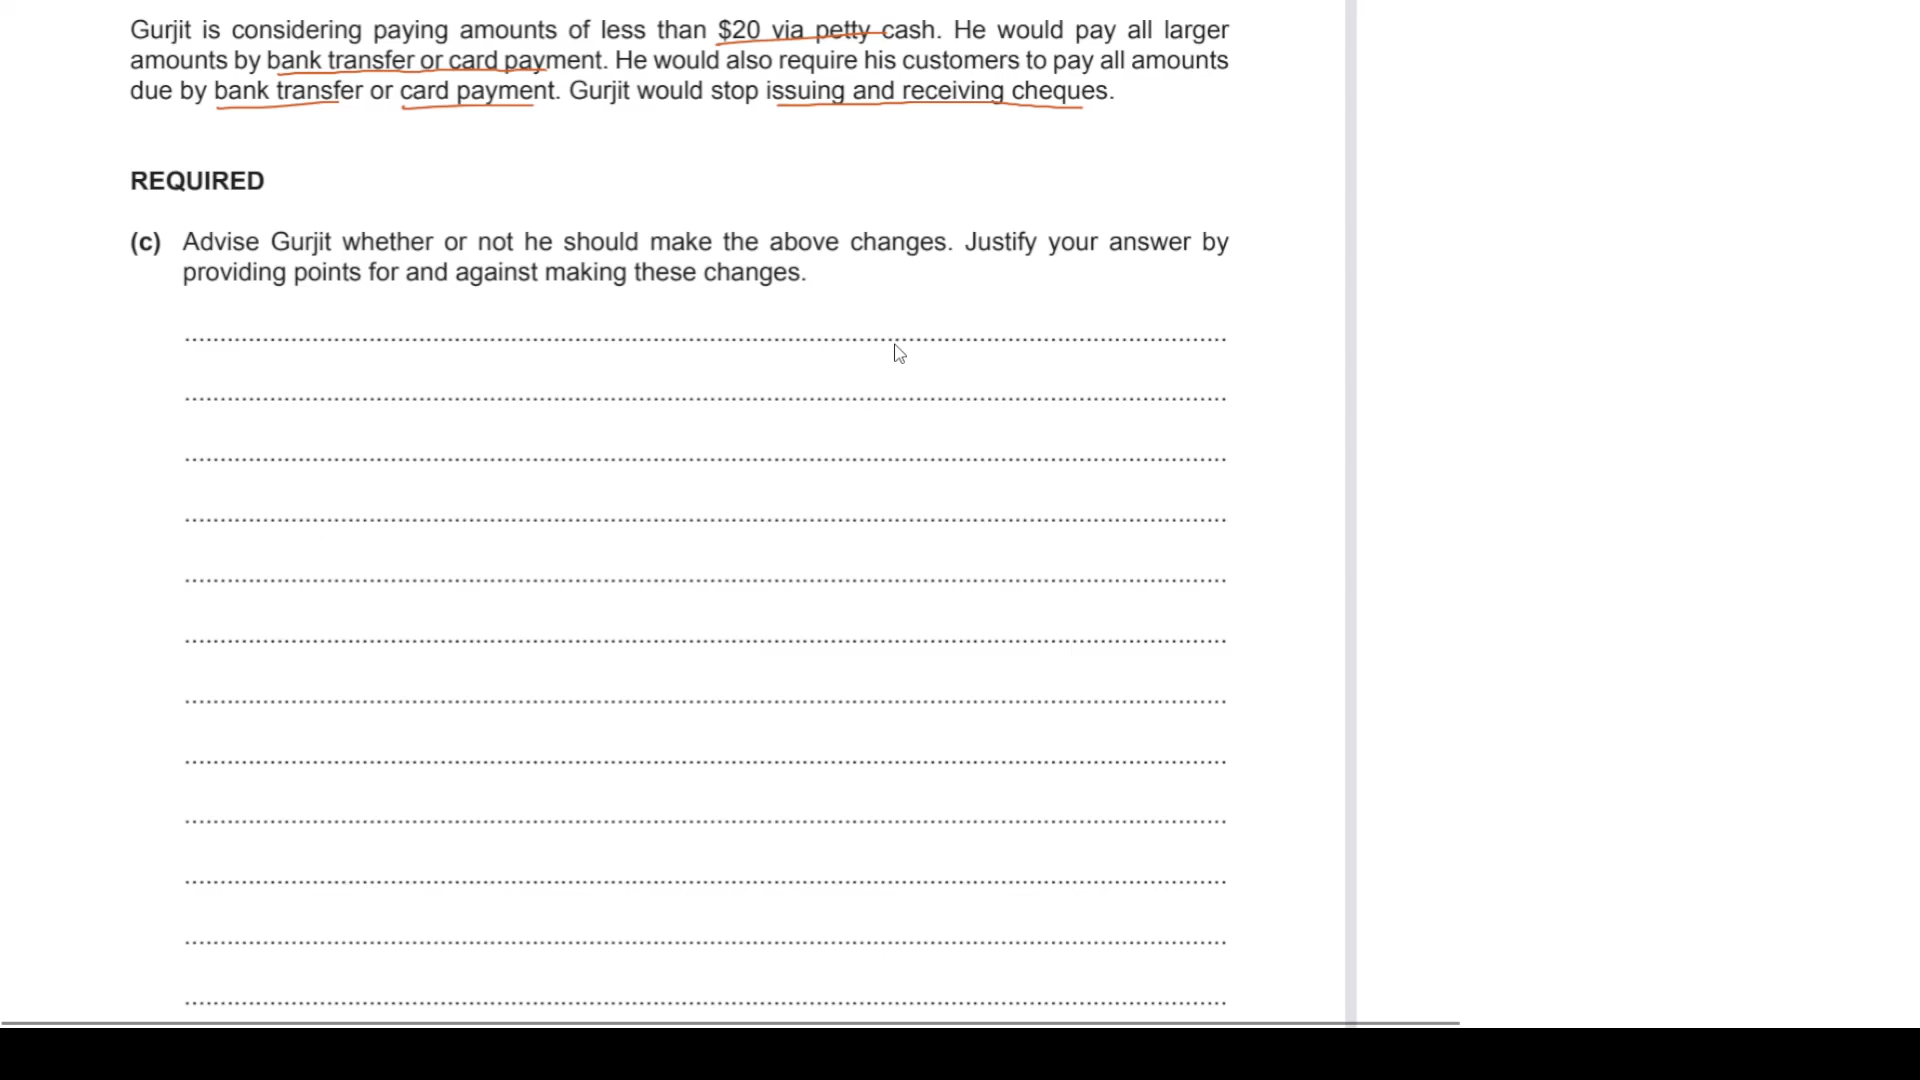 Gurjit is considering paying amounts of less than $20 via petty cash. He would pay all larger
amounts by bank transfer or card payment. He would also require his customers to pay all amounts
due by bank transfer or card payment. Gurjit would stop issuing and receiving cheques.
REQUIRED
(c) Advise Gurjit whether or not he should make the above changes. Justify your answer by
providing points for and against making these changes.